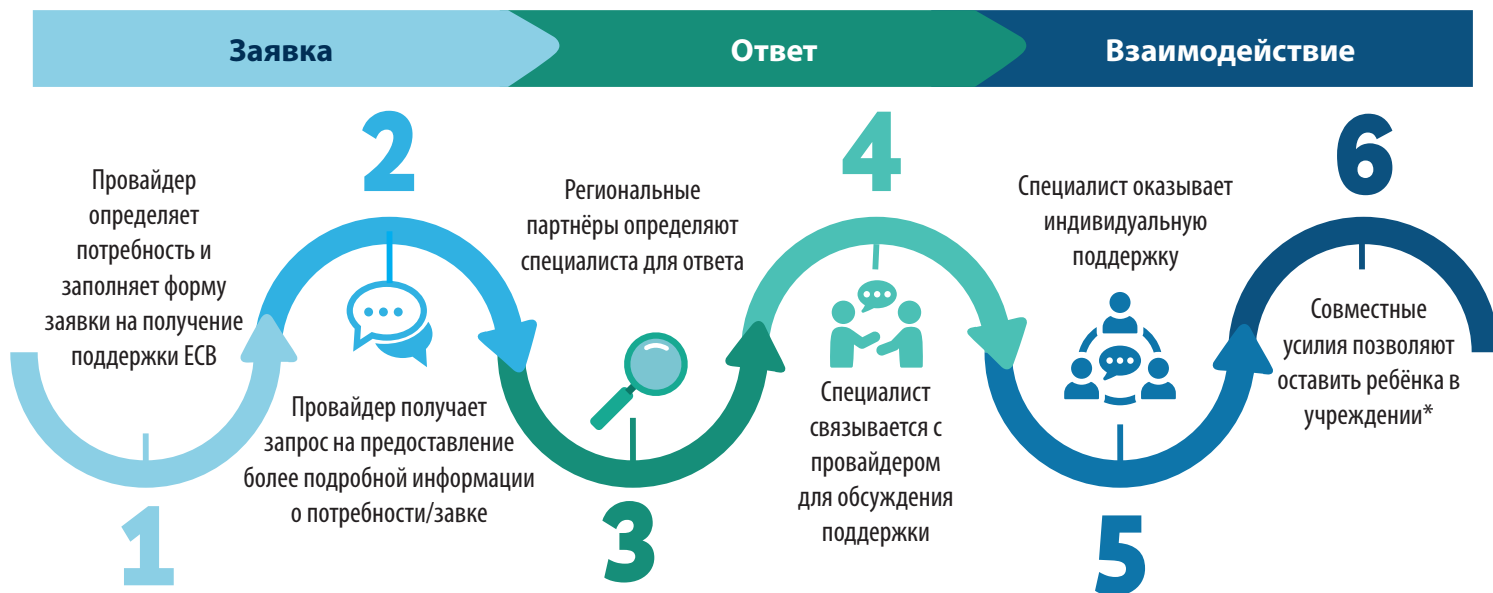 Заявка
Ответ
Взаимодействие
1
Провайдер
определяет
потребность и
заполняет форму
заявки на получение
поддержки ECB
2
Провайдер получает
запрос на предоставление
более подробной информации
о потребности/завке
3
Региональные
партнёры определяют
специалиста для ответа
4
Специалист
связывается с
провайдером
для обсуждения
поддержки
5
Специалист оказывает
индивидуальную
поддержку
6
Совместные
усилия позволяют
оставить ребёнка в
учреждении*